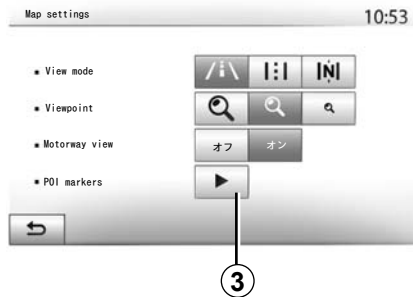 Map settings 10:53
View mode N
Viewpoint
Motorway view オフ オン
POI markers
3